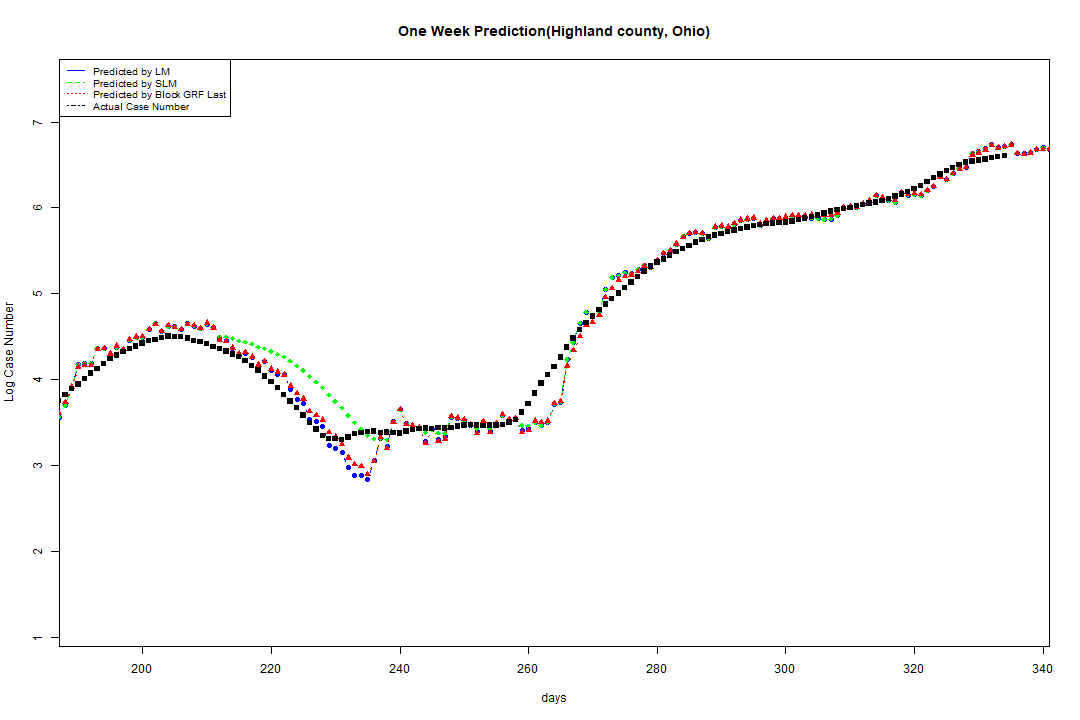 One Week Prediction(Highland county, Ohio)
Predicted by LM
Predicted by SLM
Predicted by Block GRF Last
Actual Case Number
7
6
5
4
3
2
1
Log Case Number
200 220 240 260 280 300 320 340
days